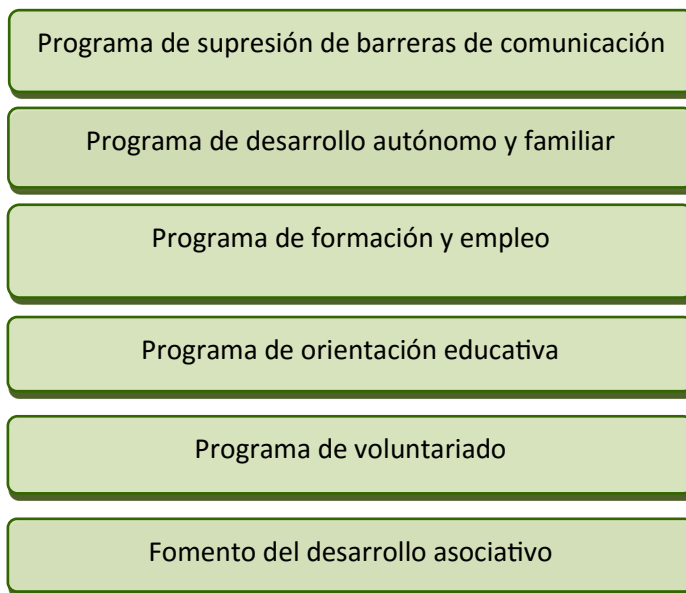 Programa de supresión de barreras de comunicación
Programa de desarrollo autónomo y familiar
Programa de formación y empleo
Programa de orientación educativa
Programa de voluntariado
Fomento del desarrollo asociativo